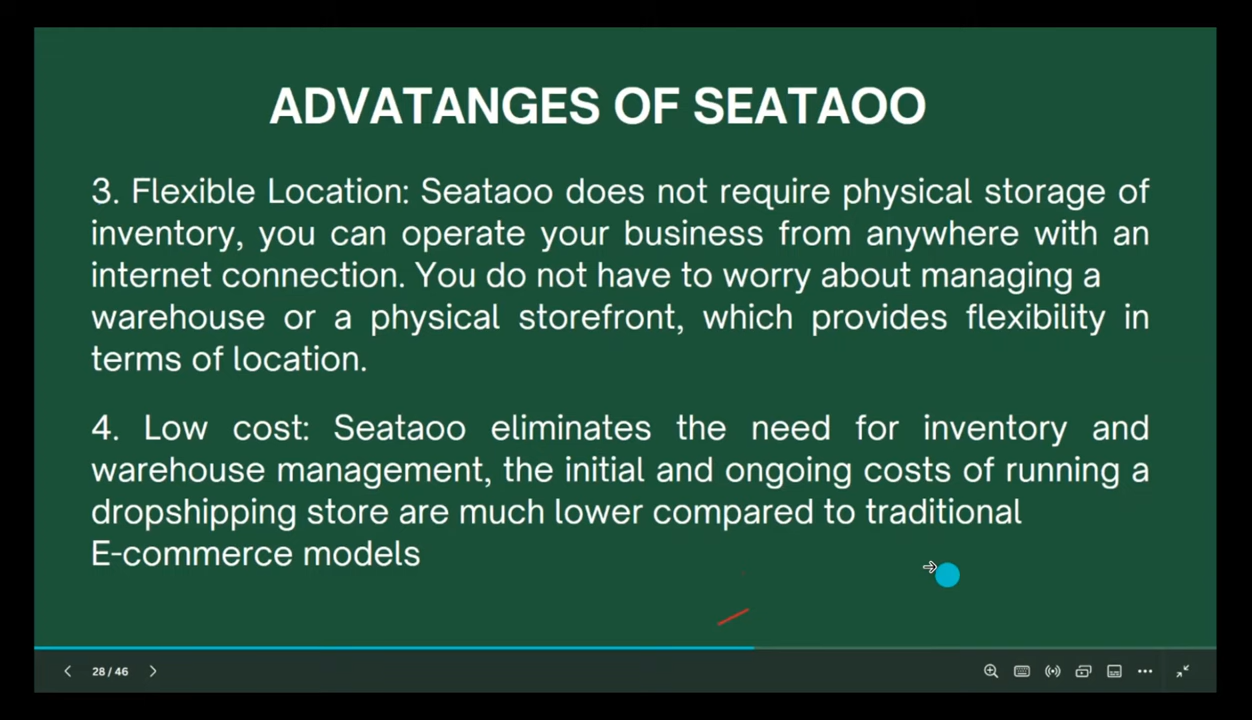 ADVATANGES OF SEATAOO
3. Flexible Location: Seataoo does not require physical storage of
inventory, you can operate your business from anywhere with an
internet connection. You do not have to worry about managing a
warehouse or a physical storefront, which provides flexibility in
terms of location.
4. Low cost: Seataoo eliminates the need for inventory and
warehouse management, the initial and ongoing costs of running a
dropshipping store are much lower compared to traditional
E-commerce models
28 / 46